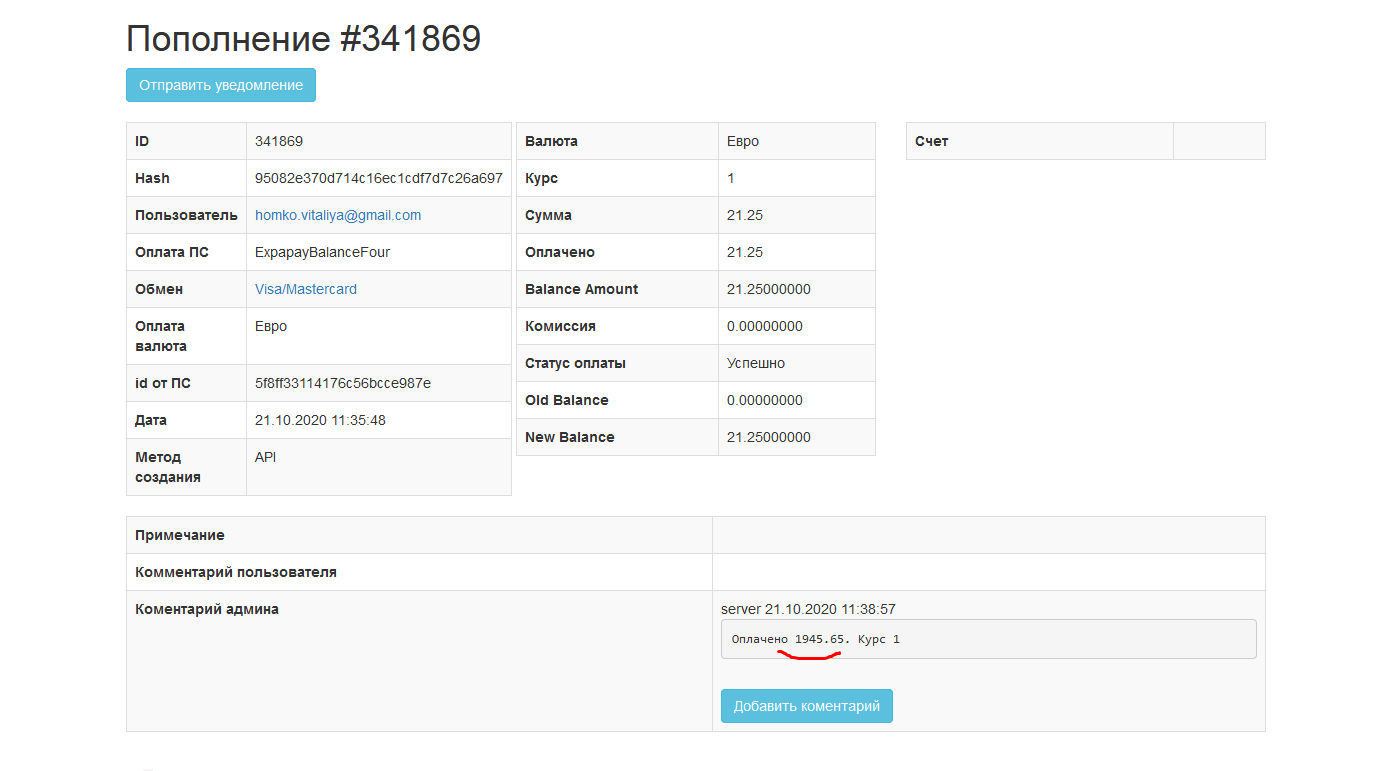 Пополнение #341869
Отправить уведомление
ID 341869
Hash 95082e370d714c16ec1cdf7d7c26a697
Пользователь homko.vitaliya@gmail.com
Оплата ПС ExpapayBalanceFour
Обмен Visa/Mastercard
Оплата
валюта Евро
id от ПС 5f8ff33114176c56bcce987e
Дата 21.10.2020 11:35:48
Метод
создания API
Валюта Евро
Курс 1
Сумма 21.25
Оплачено 21.25
Balance Amount 21.25000000
Комиссия 0.00000000
Статус оплаты Успешно
Old Balance 0.00000000
New Balance 21.25000000
Счет
Примечание
Комментарий пользователя
Коментарий админа
server 21.10.2020 11:38:57
Оплачено 1945.65. Курс 1
Добавить коментарий